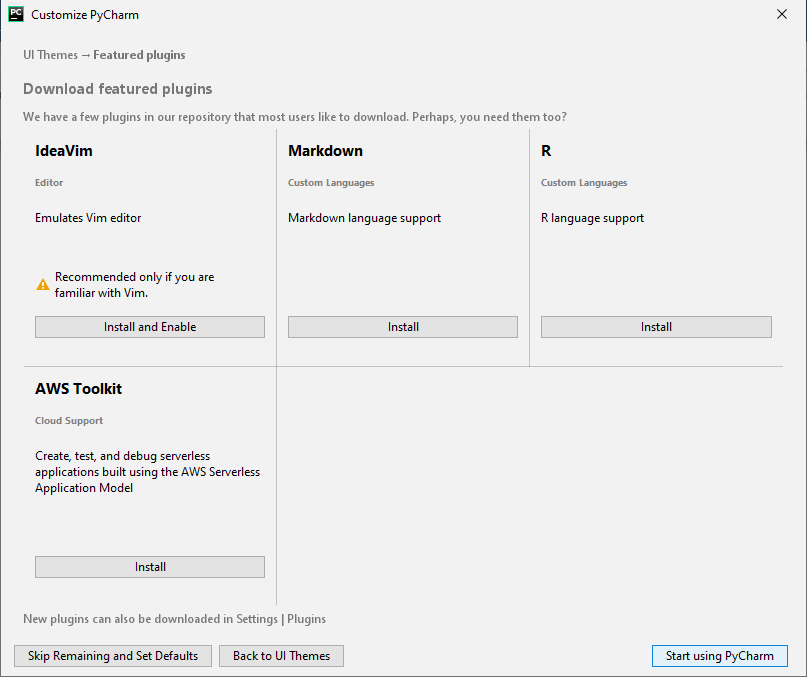 PC Customize PyCharm
UI Themes → Featured plugins
Download featured plugins
We have a few plugins in our repository that most users like to download. Perhaps, you need them too?
IdeaVim
Editor
Emulates Vim editor
Recommended only if you are
familiar with Vim.
Install and Enable
Markdown
Custom Languages
Markdown language support
Install
R
Custom Languages
R language support
Install
AWS Toolkit
Cloud Support
Create, test, and debug serverless
applications built using the AWS Serverless
Application Model
Install
New plugins can also be downloaded in Settings | Plugins
Skip Remaining and Set Defaults
Back to UI Themes
Start using PyCharm